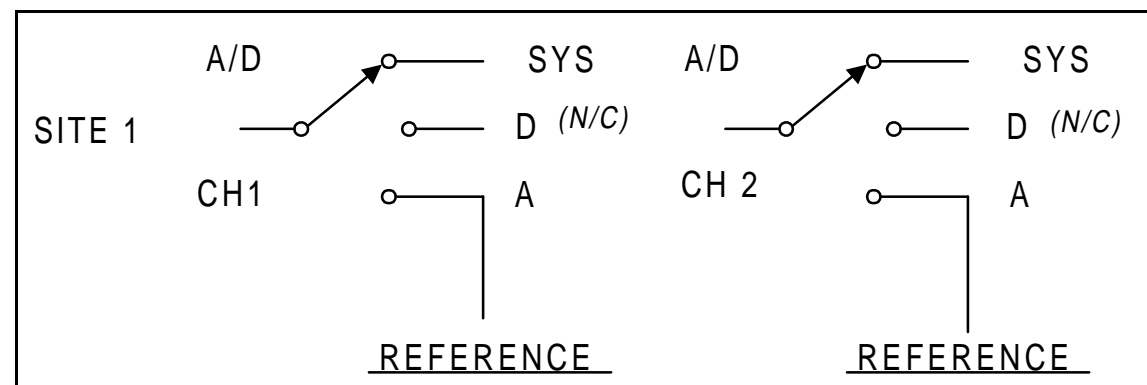 A/D SYS A/D SYS
SITE 1 D (N/C) D (N/C)
CH1 A CH 2 A
REFERENCE REFERENCE